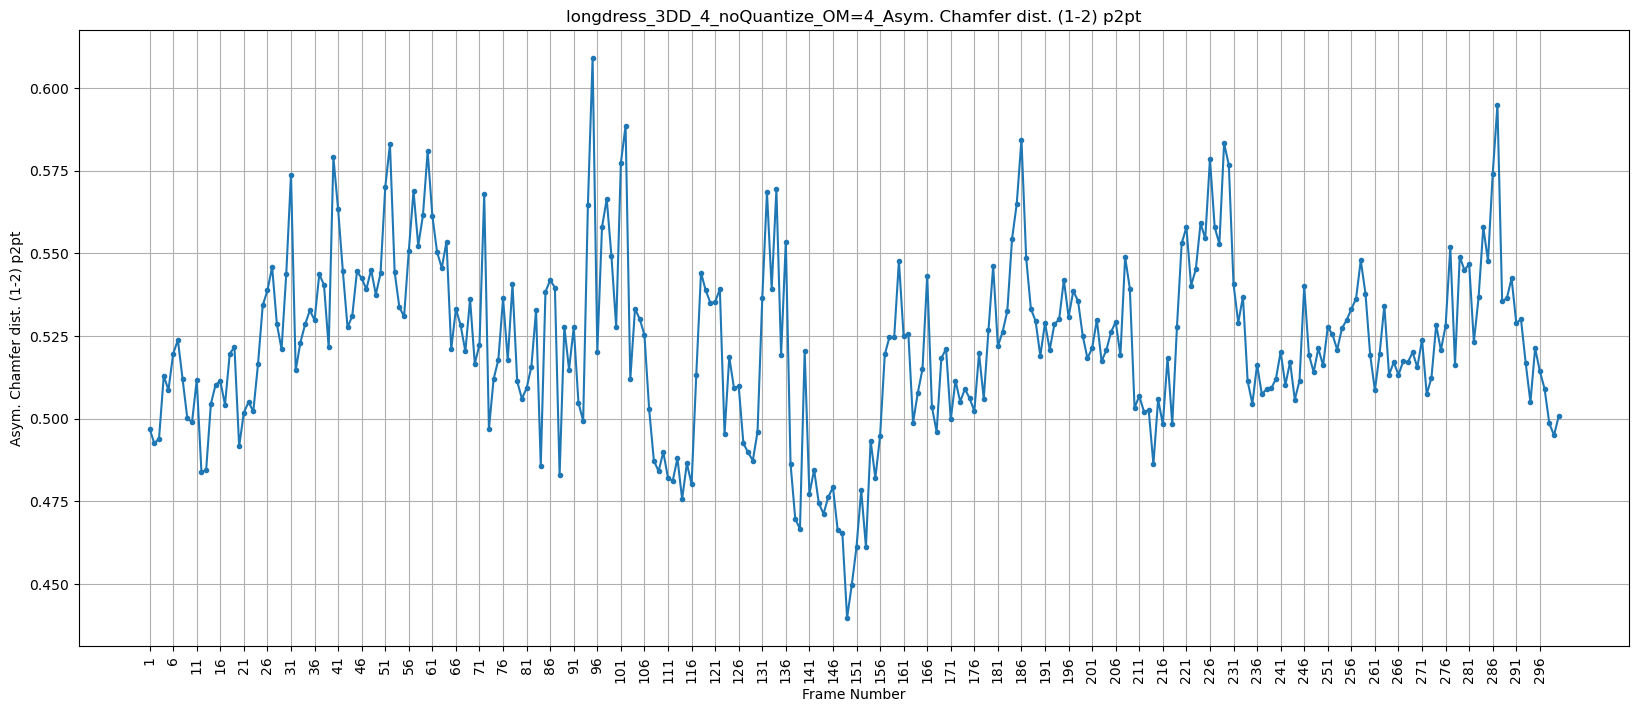 longdress_3DD_4_noQuantize_OM=4_Asym. Chamfer dist. (1-2) p2pt
Asym. Chamfer dist. (1-2) p2pt
0.600
0.575
0.550
0.525
0.500
0.475
0.450
1 6 11 16 21 26 31 36 41 46 51 56 61 66 71 76 81 86 91 96 101 106 111 116 121 126 131 136 141 146 151 156 161 166 171 176 181 186 191 196 201 206 211 216 221 226 231 236 241 246 251 256 261 266 271 276 281 286 291 296
Frame Number